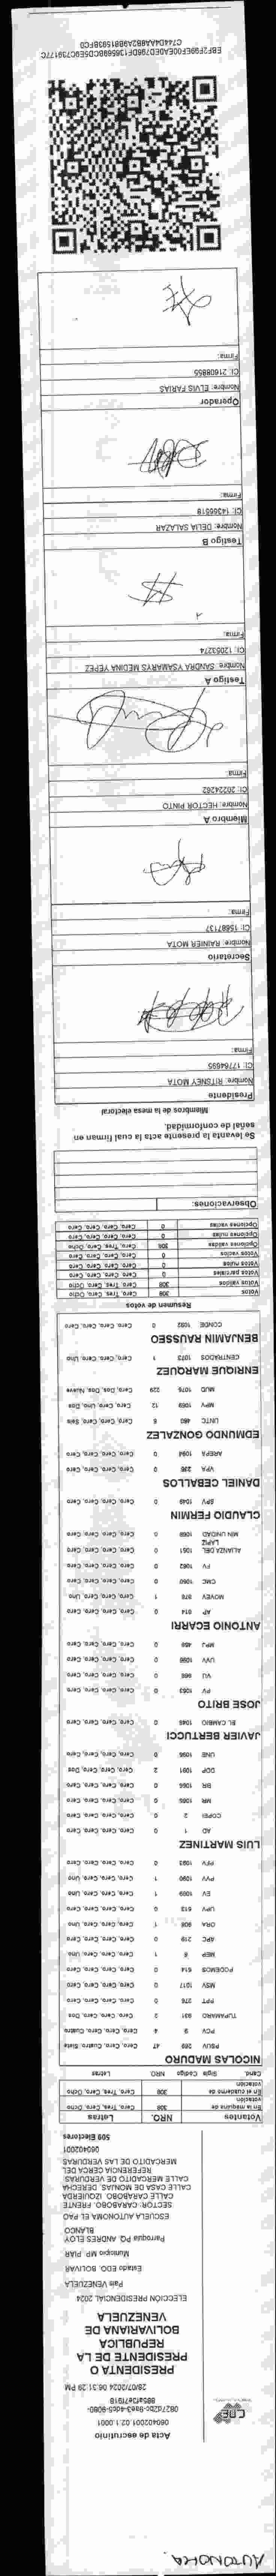 AUTONOMA.
CNE
Acta de escrutinio
060402001.02.1.0001
28/07/2024 06:31:29 PM
PRESIDENTA O
PRESIDENTE DE LA
REPUBLICA
BOLIVARIANA DE
VENEZUELA
ELECCIÓN PRESIDENCIAL 2024
Pais VENEZUELA
Estado EDO. BOLIVAR
Municipio MP. PIAR
Parroquia PQ. ANDRES ELOY
BLANCO
ESCUELA AUTONOMA EL PAO
SECTOR: CARABOBO. FRENTE
CALLE CARABOBO. IZQUIERDA
CALLE CASA DE MONJAS. DERECHA
CALLE MERCADITO DE VERDURAS.
REFERENCIA CERCA DEL
MERCADITO DE LAS VERDURAS
060402001
509 Electores
Votantes NRO. Letras
En la máquina de votación 308 Cero, Tres, Cero, Ocho
En el cuaderno de votación 308 Cero, Tres, Cero, Ocho
Cand. Sigla Código NRO. Letras
NICOLAS MADURO
PSUV 269 47 Cero, Cero, Cuatro, Siete
PCV 9 4 Cero, Cero, Cero, Cuatro
TUPAMARO 931 2 Cero, Cero, Cero, Dos
PPT 276 0 Cero, Cero, Cero, Cero
MSV 1017 0 Cero, Cero, Cero, Cero
PODEMOS 514 0 Cero, Cero, Cero, Cero
MEP 6 1 Cero, Cero, Cero, Uno
APC 219 0 Cero, Cero, Cero, Cero
ORA 908 1 Cero, Cero, Cero, Uno
UPV 613 0 Cero, Cero, Cero, Cero
EV 1089 1 Cero, Cero, Cero, Uno
PVV 1090 1 Cero, Cero, Cero, Uno
PFV 1093 0 Cero, Cero, Cero, Cero
LUIS MARTINEZ
AD 1 0 Cero, Cero, Cero, Cero
COPEI 2 0 Cero, Cero, Cero, Cero
MR 1065 0 Cero, Cero, Cero, Cero
BR 1066 0 Cero, Cero, Cero, Cero
DDP 1091 2 Cero, Cero, Cero, Dos
UNE 1095 0 Cero, Cero, Cero, Cero
JAVIER BERTUCCI
EL CAMBIO 1046 0 Cero, Cero, Cero, Cero
JOSE BRITO
PV 1053 0 Cero, Cero, Cero, Cero
VU 966 0 Cero, Cero, Cero, Cero
UVV 1098 0 Cero, Cero, Cero, Cero
MPJ 459 0 Cero, Cero, Cero, Cero
ANTONIO ECARRI
AP 914 0 Cero, Cero, Cero, Cero
MOVEV 978 1 Cero, Cero, Cero, Uno
CMC 1060 0 Cero, Cero, Cero, Cero
FV 1062 0 Cero, Cero, Cero, Cero
ALIANZA DEL LAPIZ 1051 0 Cero, Cero, Cero, Cero
MIN UNIDAD 1068 0 Cero, Cero, Cero, Cero
CLAUDIO FERMIN
SPV 1049 0 Cero, Cero, Cero, Cero
DANIEL CEBALLOS
VPA 236 0 Cero, Cero, Cero, Cero
AREPA 1094 0 Cero, Cero, Cero, Cero
EDMUNDO GONZALEZ
UNTC 460 6 Cero, Cero, Cero, Seis
MPV 1069 12 Cero, Cero, Uno, Dos
MUD 1075 229 Cero, Dos, Dos, Nueve
ENRIQUE MARQUEZ
CENTRADOS 1073 1 Cero, Cero, Cero, Uno
BENJAMIN RAUSSEO
CONDE 1092 0 Cero, Cero, Cero, Cero
Resumen de votos
Votos 308 Cero, Tres, Cero, Ocho
Votos validos 308 Cero, Tres, Cero, Ocho
Votos parciales 0 Cero, Cero, Cero, Cero
Votos nulos 0 Cero, Cero, Cero, Cero
Votos vacios 0 Cero, Cero, Cero, Cero
Opciones validas 308 Cero, Tres, Cero, Ocho
Opciones nulas 0 Cero, Cero, Cero, Cero
Opciones vacias 0 Cero, Cero, Cero, Cero
Observaciones:
Se levanta la presente acta la cual firman en
señal de conformidad.
Miembros de la mesa electoral
Presidente
Nombre: RITSNEY MOTA
CI: 17764695
Firma:
Secretario
Nombre: RAINIER MOTA
CI: 15687137
Firma:
Miembro A
Nombre: HECTOR PINTO
CI: 20224262
Firma:
Testigo A
Nombre: SANDRA YSAMARYS MEDINA YEPEZ
CI: 12053274
Firma:
Testigo B
Nombre: DELIA SALAZAR
CI: 14366519
Firma:
Operador
Nombre: ELVIS FARIAS
CI: 21608855
Firma: